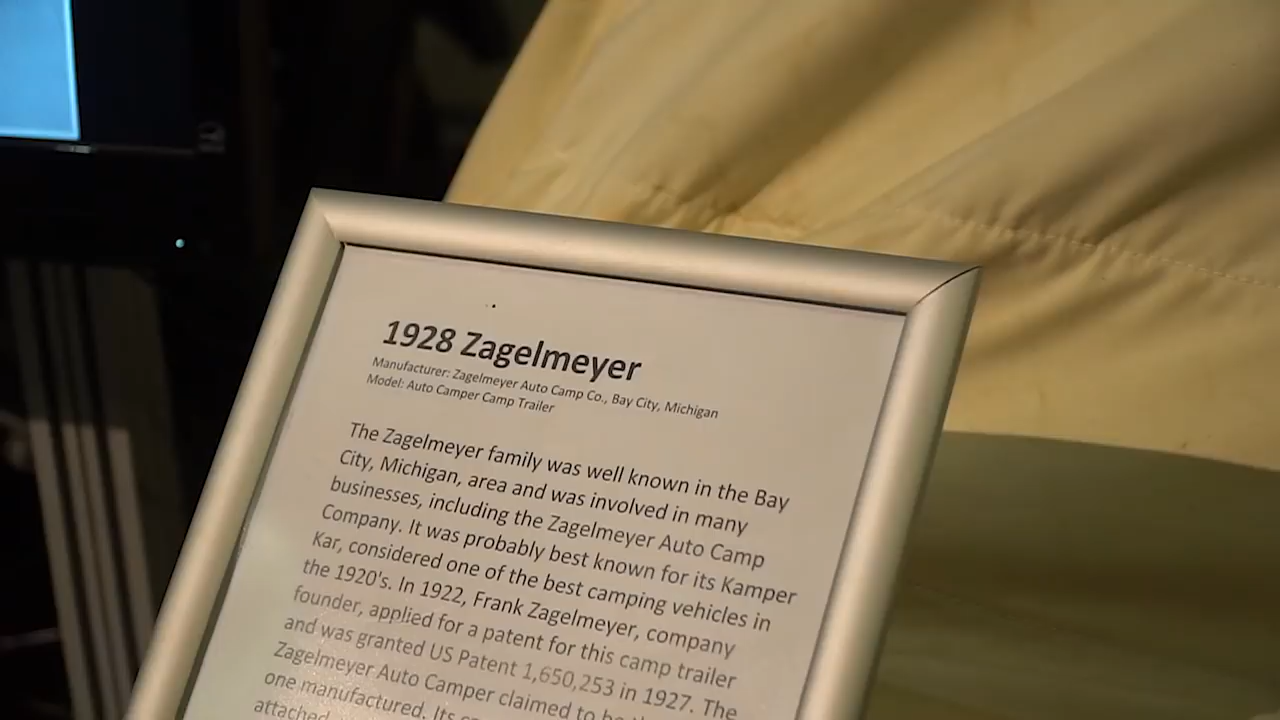 1928 Zagelmeyer
Manufacturer: Zagelmeyer Auto Camp Co., Bay City, Michigan
Model: Auto Camper Camp Trailer
The Zagelmeyer family was well known in the Bay
City, Michigan, area and was involved in many
businesses, including the Zagelmeyer Auto Camp
Company. It was probably best known for its Kamper
Kar, considered one of the best camping vehicles in
the 1920's. In 1922, Frank Zagelmeyer, company
founder, applied for a patent for this camp trailer
and was granted US Patent 1,650,253 in 1927. The
Zagelmeyer Auto Camper claimed to be
one manufactured. Its
attached